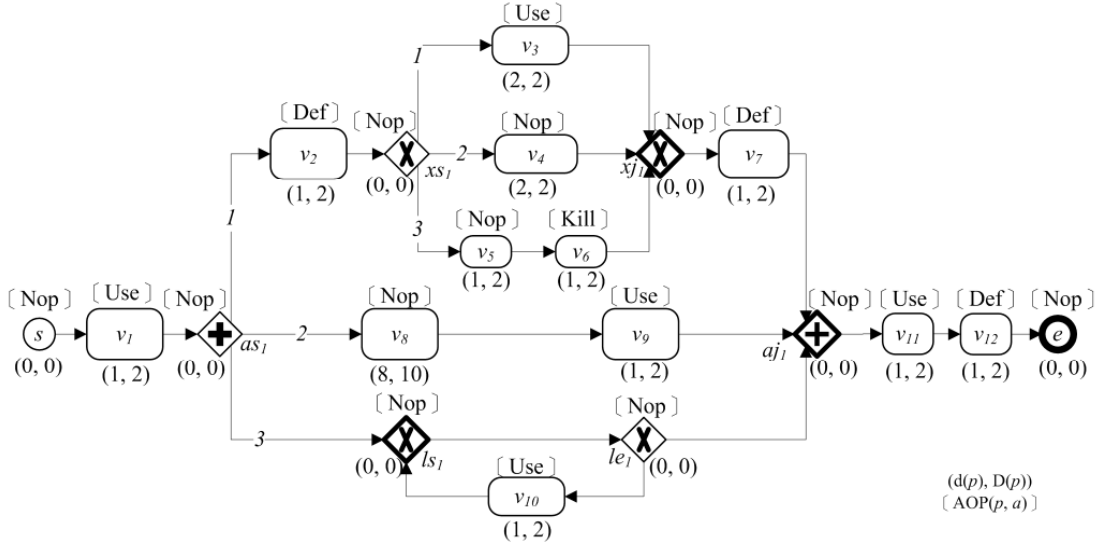 〔Use〕
1
v3
(2, 2)
〔Def〕
〔Nop〕
〔Nop〕
〔Nop〕
〔Def〕
v2
2
v4
v7
xs1
xj1
(1, 2)
(0, 0)
(2, 2)
(0, 0)
(1, 2)
1
3
〔Nop〕
〔Kill〕
v5
v6
(1, 2)
(1, 2)
〔Nop〕
〔Use〕
〔Nop〕
〔Nop〕
〔Use〕
〔Nop〕
〔Use〕
〔Def〕
〔Nop〕
s
v1
as1
2
v8
v9
aj1
v11
v12
e
(0, 0)
(1, 2)
(0, 0)
(8, 10)
(1, 2)
(0, 0)
(1, 2)
(1, 2)
(0, 0)
〔Nop〕
〔Nop〕
3
ls1
le1
(0, 0)
(0, 0)
〔Use〕
v10
(1, 2)
(d(p), D(p))
〔AOP(p, a)〕